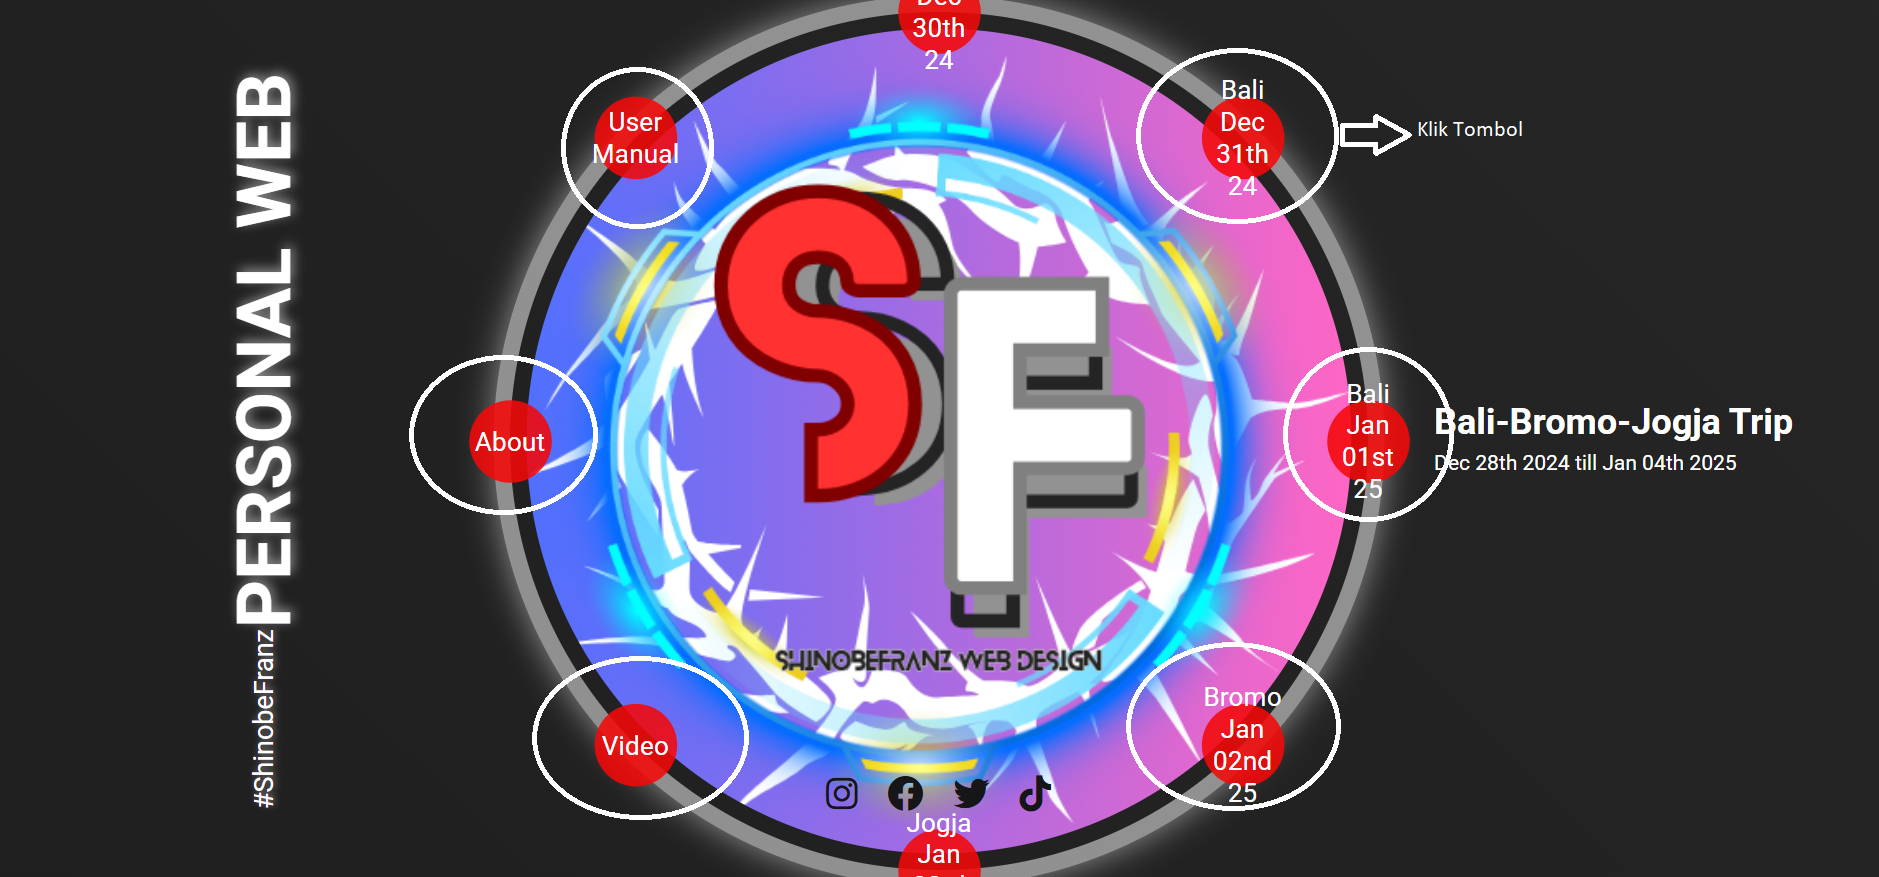 PERSONAL WEB
#ShinobeFranz
30th
24
User
Manual
Bali
Dec
31th
24
Klik Tombol
About
SF
Bali
Jan
01st
25
Bali-Bromo-Jogja Trip
Dec 28th 2024 till Jan 04th 2025
SHINOBEFRANZ WEB DESIGN
Video
Bromo
Jan
02nd
25
Jogja
Jan